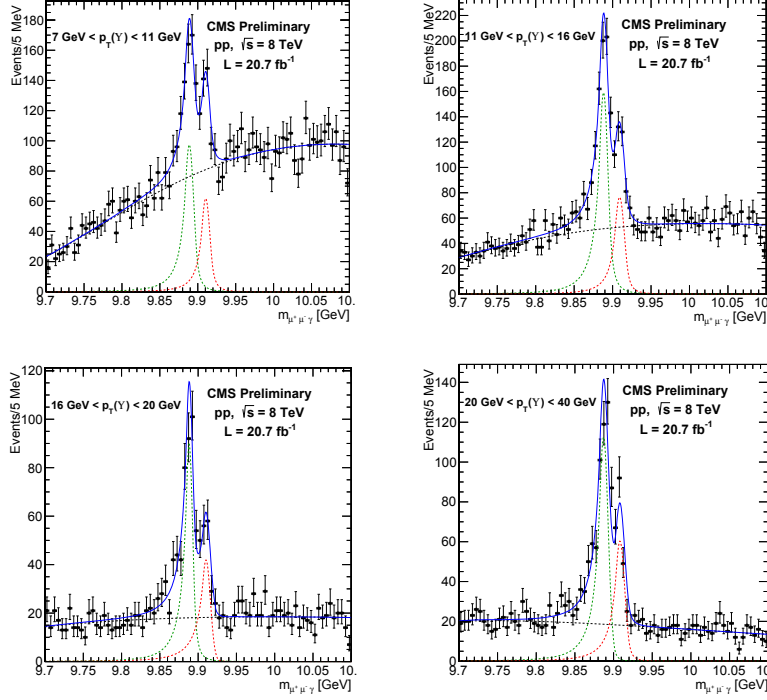 Events/5 MeV
180
160
140
120
100
80
60
40
20
0
7 GeV < p_T(Υ) < 11 GeV
CMS Preliminary
pp, √s = 8 TeV
L = 20.7 fb⁻¹
9.7 9.75 9.8 9.85 9.9 9.95 10 10.05 10.
m_μ⁺ μ⁻ γ [GeV]
Events/5 MeV
220
200
180
160
140
120
100
80
60
40
20
0
11 GeV < p_T(Υ) < 16 GeV
CMS Preliminary
pp, √s = 8 TeV
L = 20.7 fb⁻¹
9.7 9.75 9.8 9.85 9.9 9.95 10 10.05 10.
m_μ⁺ μ⁻ γ [GeV]
Events/5 MeV
120
100
80
60
40
20
0
16 GeV < p_T(Υ) < 20 GeV
CMS Preliminary
pp, √s = 8 TeV
L = 20.7 fb⁻¹
9.7 9.75 9.8 9.85 9.9 9.95 10 10.05 10.
m_μ⁺ μ⁻ γ [GeV]
Events/5 MeV
140
120
100
80
60
40
20
0
20 GeV < p_T(Υ) < 40 GeV
CMS Preliminary
pp, √s = 8 TeV
L = 20.7 fb⁻¹
9.7 9.75 9.8 9.85 9.9 9.95 10 10.05 10.
m_μ⁺ μ⁻ γ [GeV]